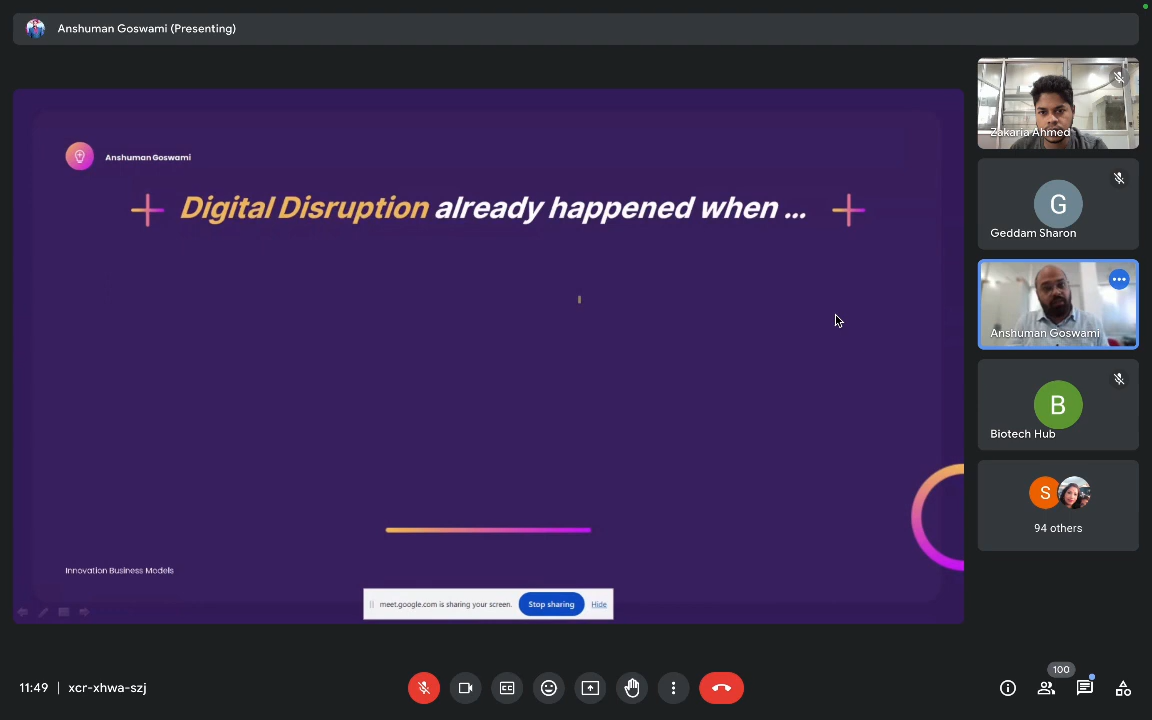 Anshuman Goswami (Presenting)
Anshuman Goswami
Digital Disruption already happened when ...
Innovation Business Models
meet.google.com is sharing your screen.
Stop sharing
Hide
Zakaria Ahmed
G
Geddam Sharon
Anshuman Goswami
B
Biotech Hub
S
94 others
11:49 | xcr-xhwa-szj
CC
100